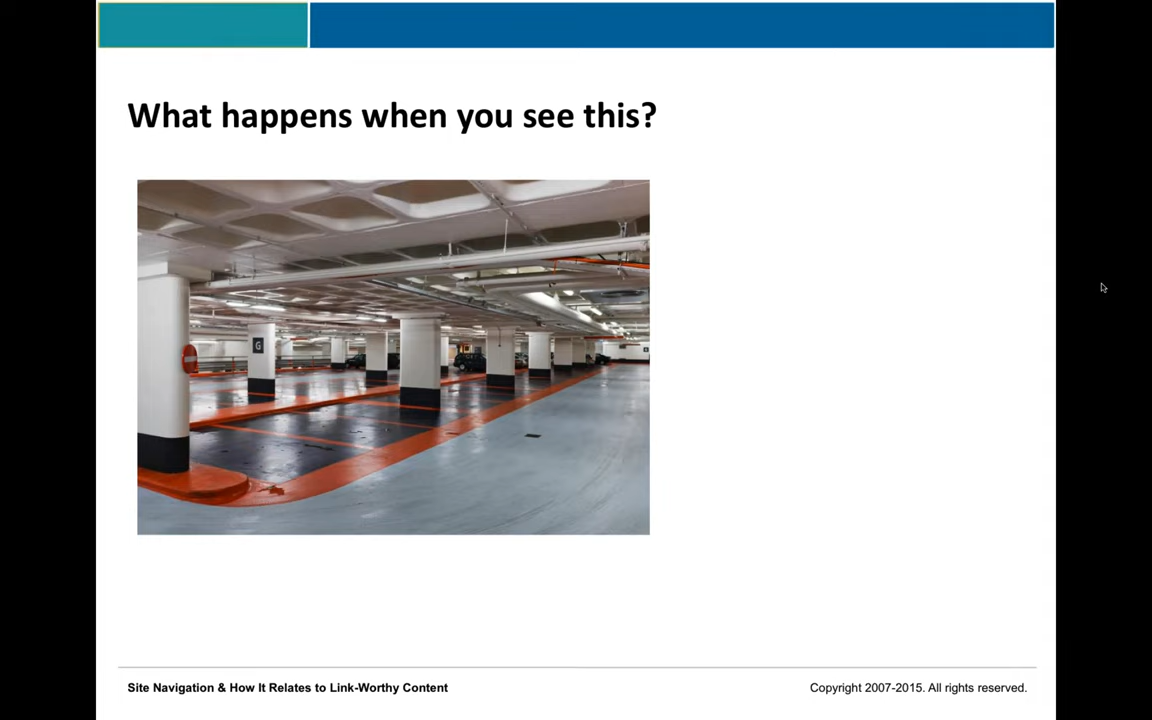 What happens when you see this?
G
Site Navigation & How It Relates to Link-Worthy Content
Copyright 2007-2015. All rights reserved.